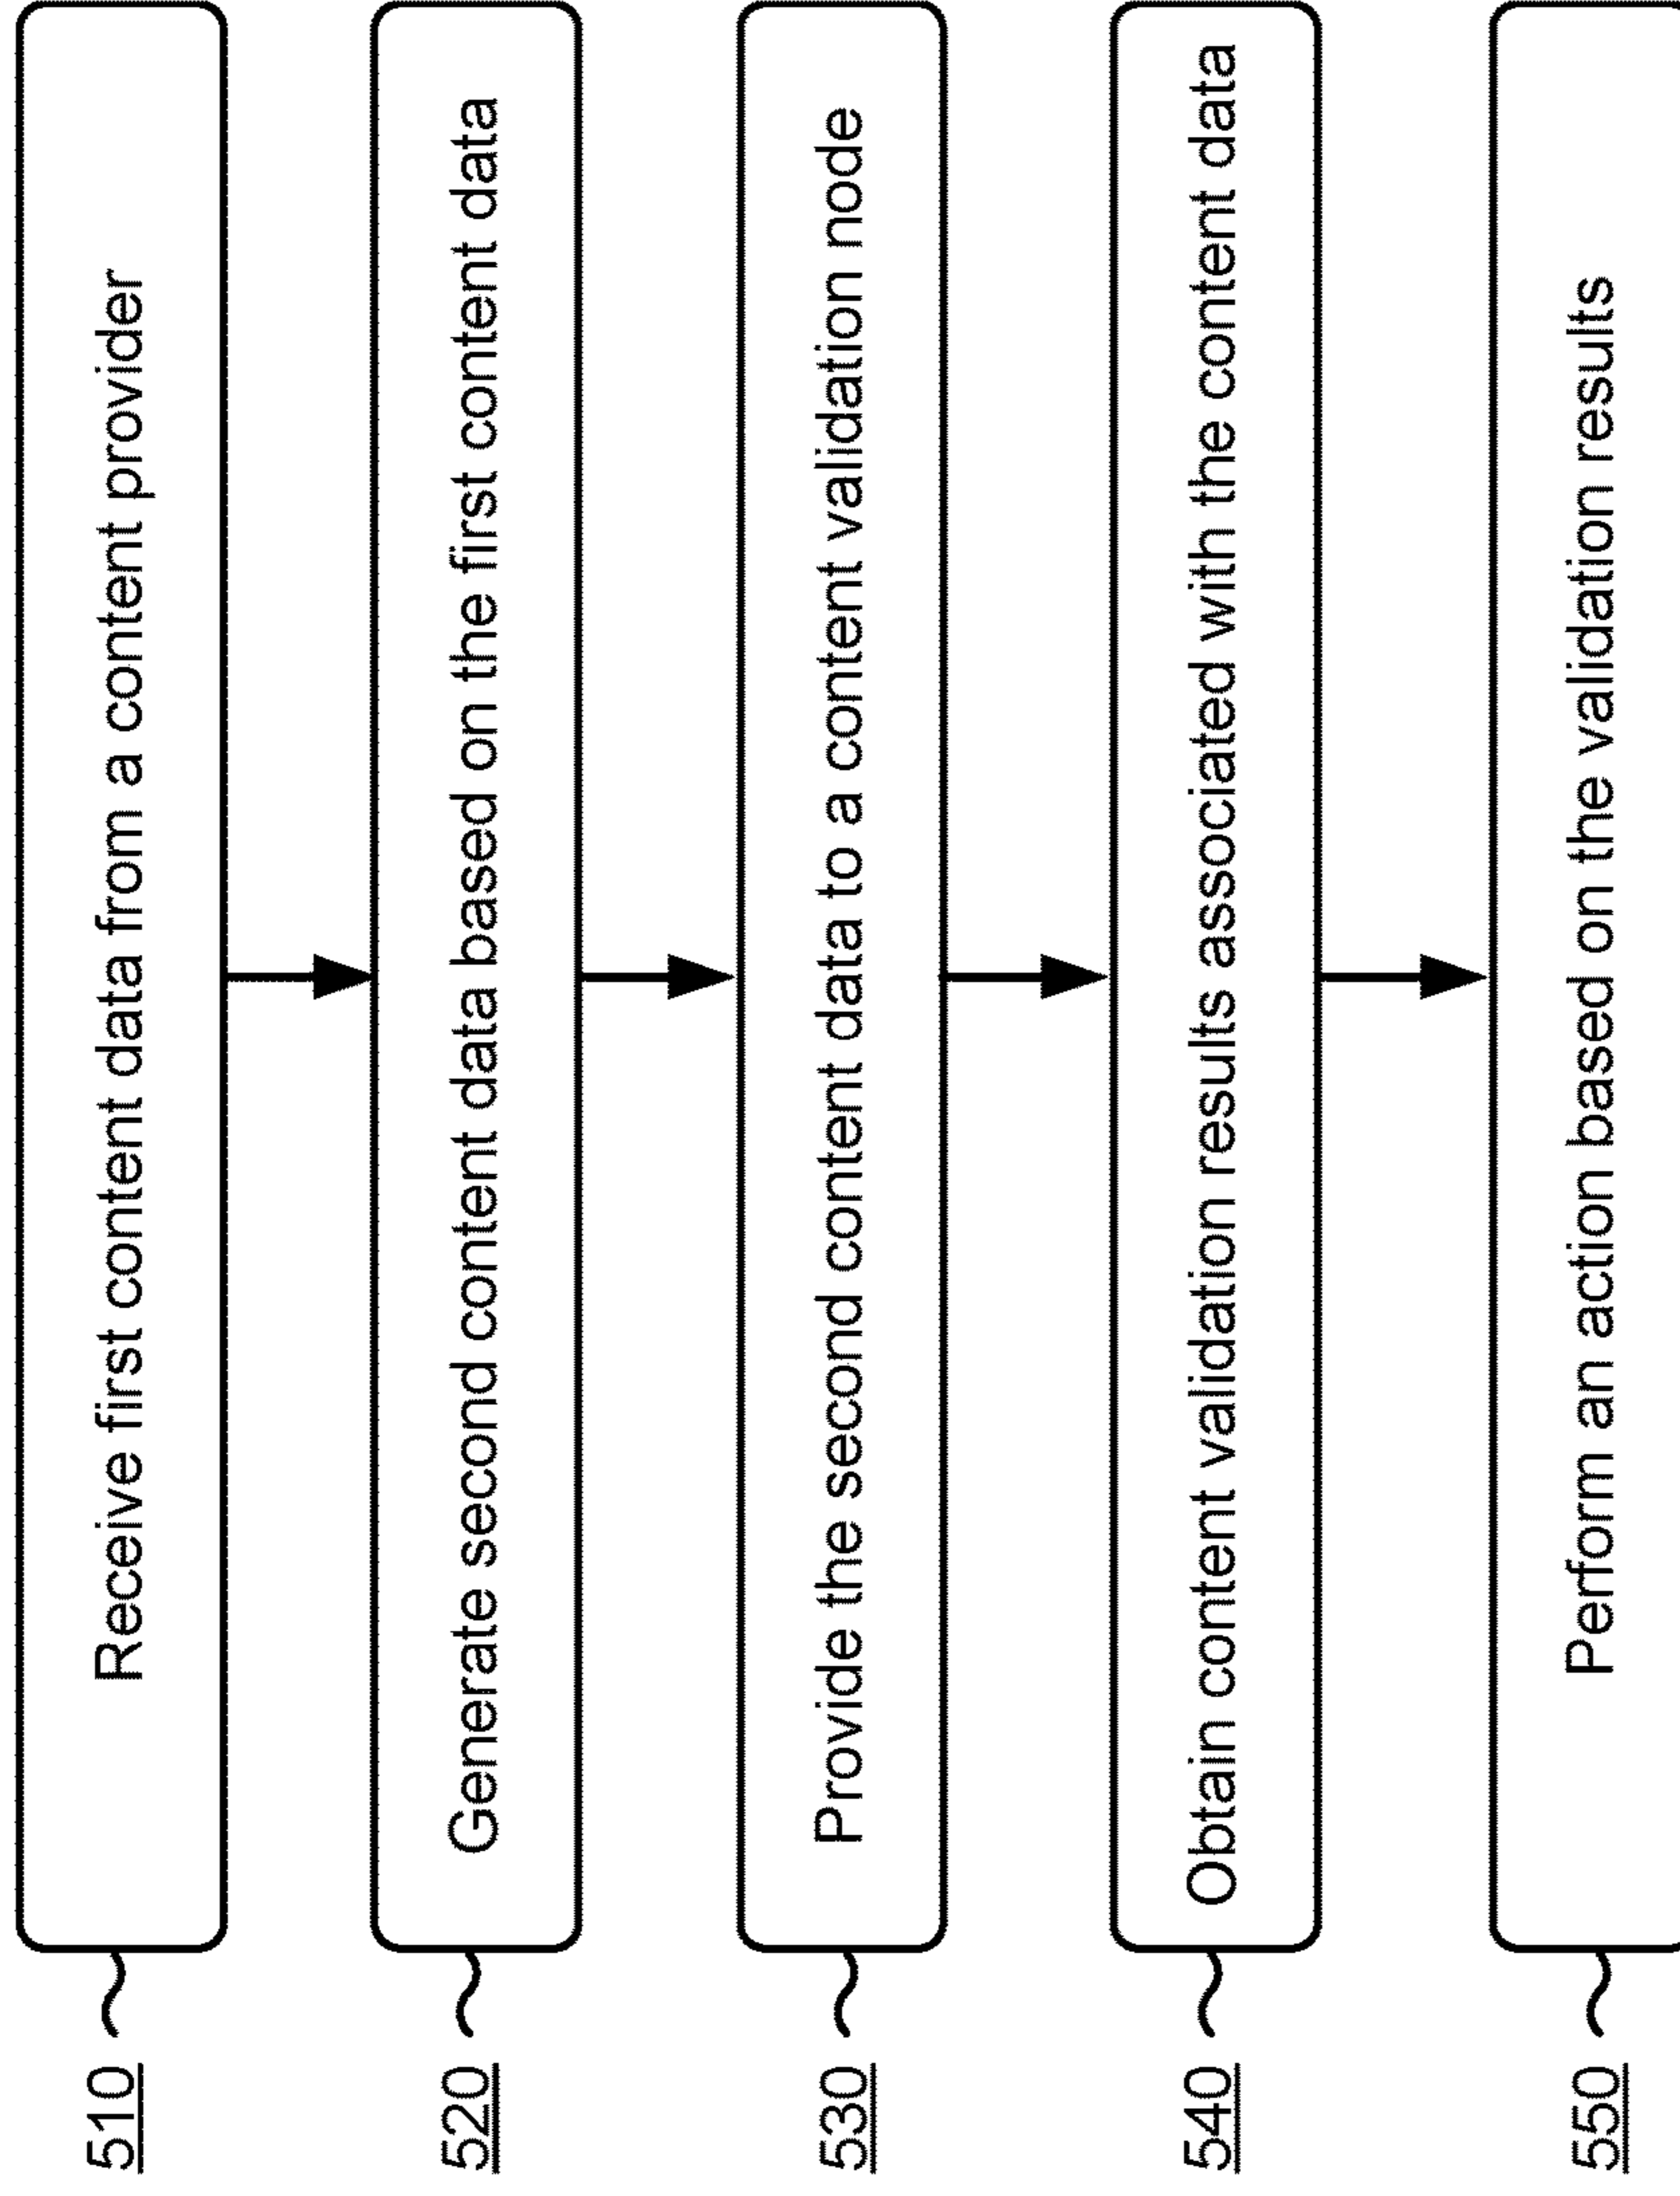 510
Receive first content data from a content provider
520
Generate second content data based on the first content data
530
Provide the second content data to a content validation node
540
Obtain content validation results associated with the content data
550
Perform an action based on the validation results